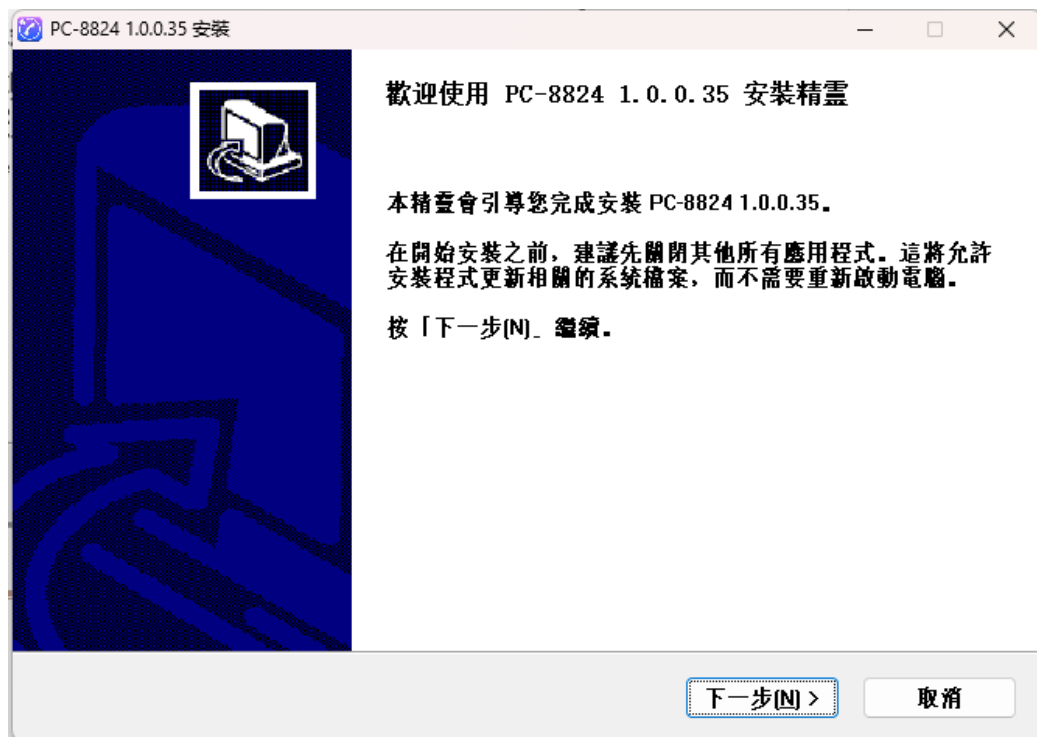 PC-8824 1.0.0.35 安裝
歡迎使用 PC-8824 1.0.0.35 安裝精靈
本精靈會引導您完成安裝 PC-8824 1.0.0.35。
在開始安裝之前，建議先關閉其他所有應用程式。這將允許
安裝程式更新相關的系統檔案，而不需要重新啟動電腦。
按「下一步(N)_ 繼續。
下一步(N) >
取消